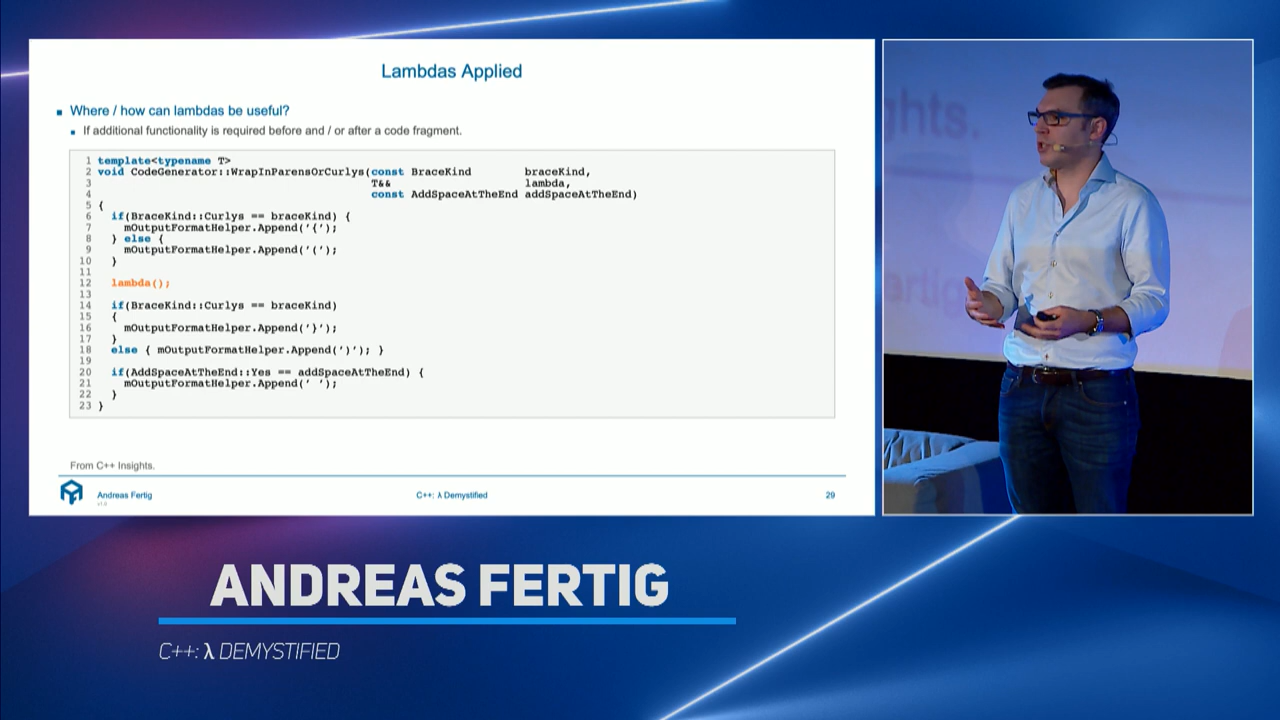 Lambdas Applied
Where / how can lambdas be useful?
If additional functionality is required before and / or after a code fragment.
1 template<typename T>
2 void CodeGenerator::WrapInParensOrCurlys(const BraceKind braceKind,
3 T&& lambda,
4 const AddSpaceAtTheEnd addSpaceAtTheEnd)
5 {
6 if(BraceKind::Curlys == braceKind) {
7 mOutputFormatHelper.Append('{');
8 } else {
9 mOutputFormatHelper.Append('(');
10 }
11
12 lambda();
13
14 if(BraceKind::Curlys == braceKind)
15 {
16 mOutputFormatHelper.Append('}');
17 }
18 else { mOutputFormatHelper.Append(')'); }
19
20 if(AddSpaceAtTheEnd::Yes == addSpaceAtTheEnd) {
21 mOutputFormatHelper.Append(' ');
22 }
23 }
From C++ Insights.
Andreas Fertig
v1.0
C++: λ Demystified
29
ghts.
artig
ANDREAS FERTIG
C++: λ DEMYSTIFIED